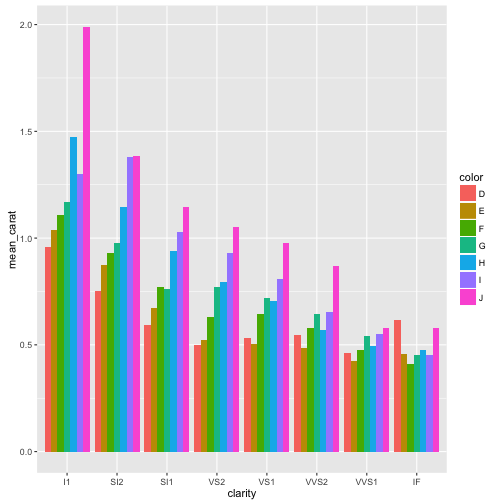 2.0
1.5
1.0
0.5
0.0
mean_carat
I1 SI2 SI1 VS2 VS1 VVS2 VVS1 IF
clarity
color
D
E
F
G
H
I
J